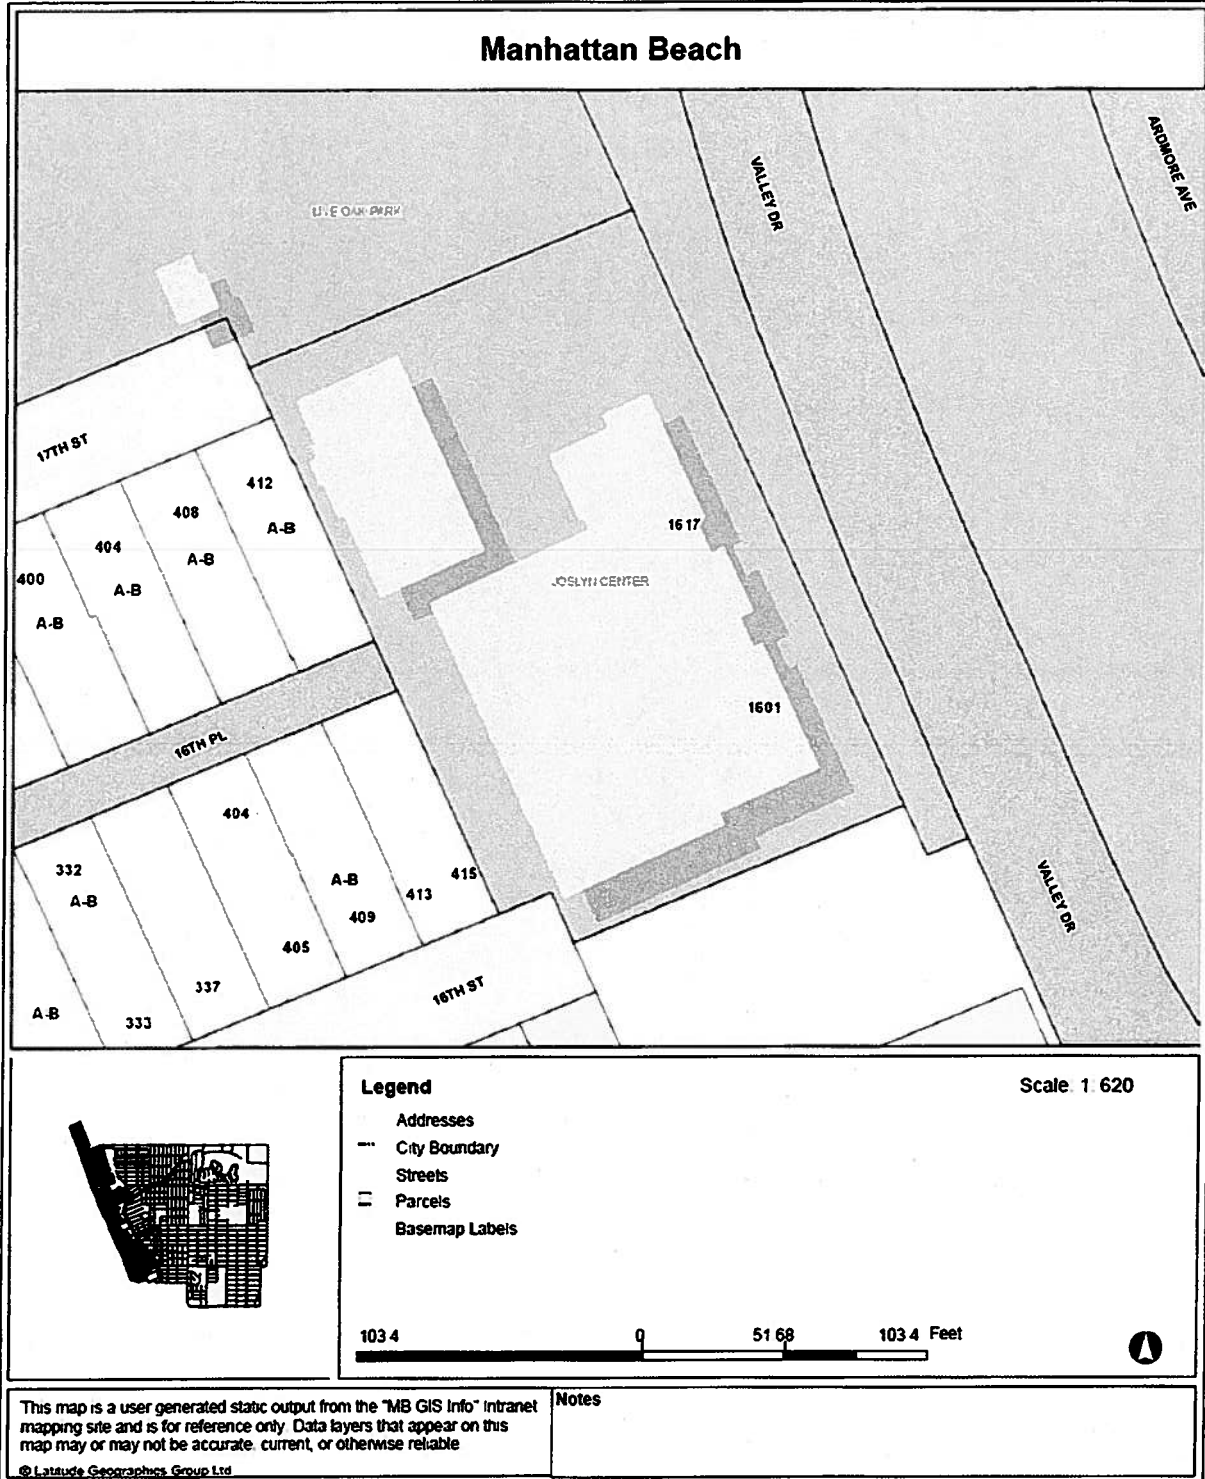 Manhattan Beach
ARDMORE AVE
VALLEY DR
LIVE OAK PARK
17TH ST
412
A-B
408
A-B
404
A-B
400
A-B
1617
JOSLYN CENTER
1601
16TH PL
404
332
A-B
A-B
409
413
415
405
337
333
A-B
16TH ST
VALLEY DR
Legend
Addresses
City Boundary
Streets
Parcels
Basemap Labels
Scale 1: 620
103 4
0
51 68
103 4 Feet
This map is a user generated static output from the "MB GIS Info" Intranet
mapping site and is for reference only. Data layers that appear on this
map may or may not be accurate, current, or otherwise reliable
© Latitude Geographics Group Ltd
Notes